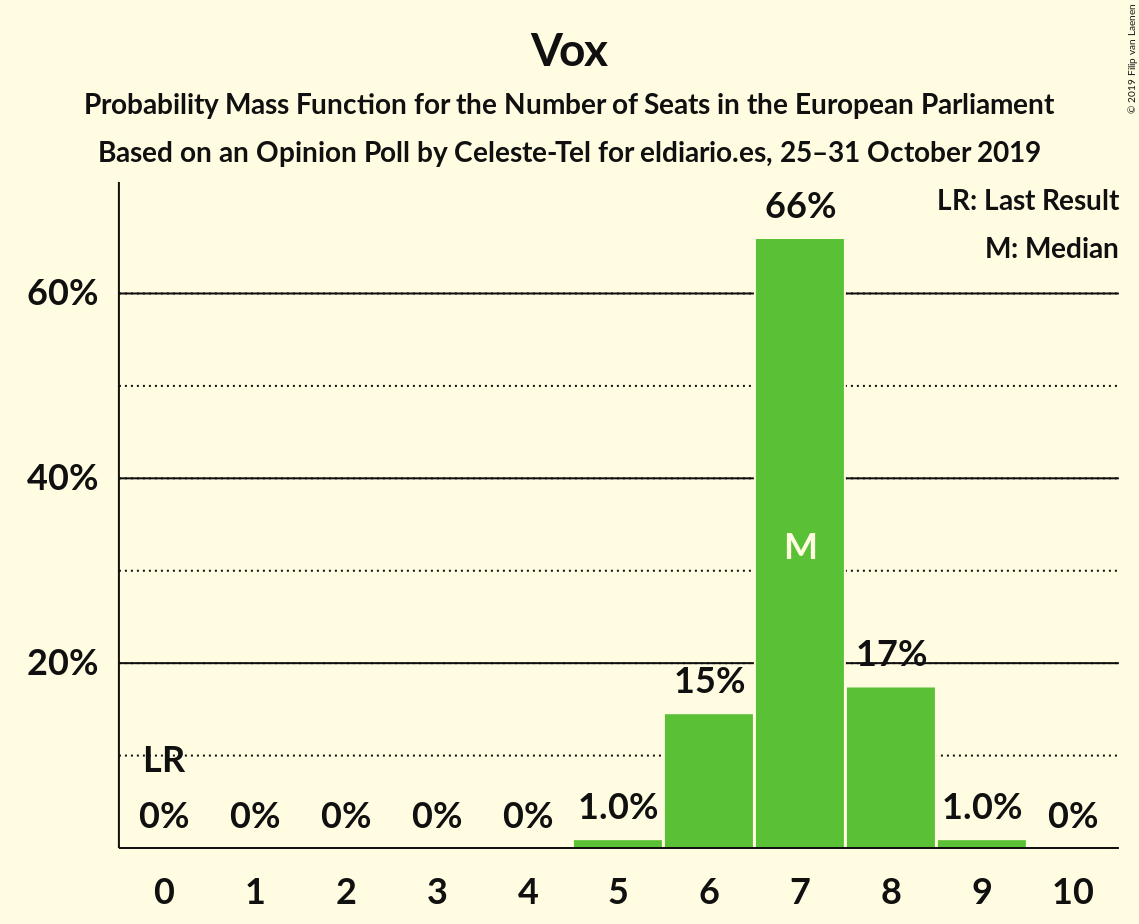 Vox
Probability Mass Function for the Number of Seats in the European Parliament
Based on an Opinion Poll by Celeste-Tel for eldiario.es, 25–31 October 2019
© 2019 Filip van Laenen
LR: Last Result
M: Median
66%
60%
40%
20%
M
17%
15%
LR
0% 0% 0% 0% 0% 1.0% 1.0% 0%
0 1 2 3 4 5 6 7 8 9 10